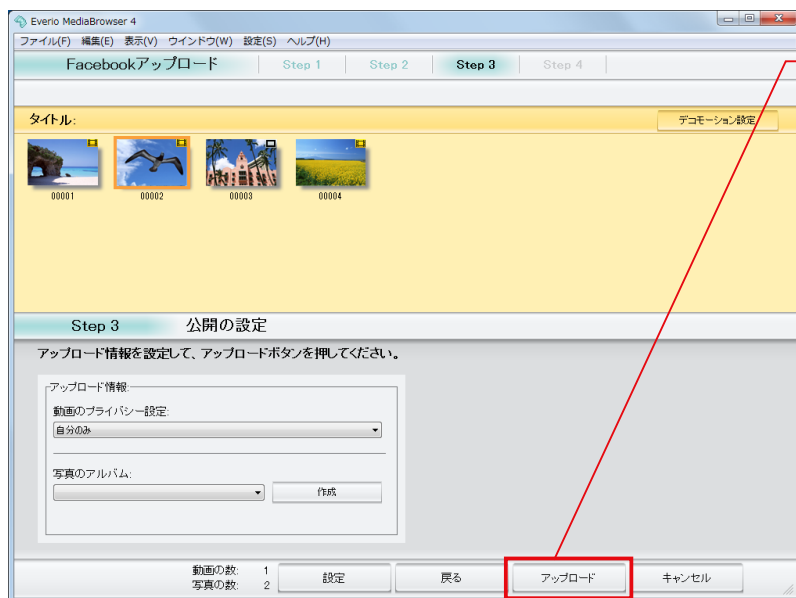 Everio MediaBrowser 4
ファイル(F) 編集(E) 表示(V) ウインドウ(W) 設定(S) ヘルプ(H)
Facebookアップロード Step 1 Step 2 Step 3 Step 4
タイトル: デコモーション設定
00001 00002 00003 00004
Step 3 公開の設定
アップロード情報を設定して、アップロードボタンを押してください。
アップロード情報:
動画のプライバシー設定:
自分のみ
写真のアルバム:
作成
動画の数: 1
写真の数: 2
設定 戻る アップロード キャンセル